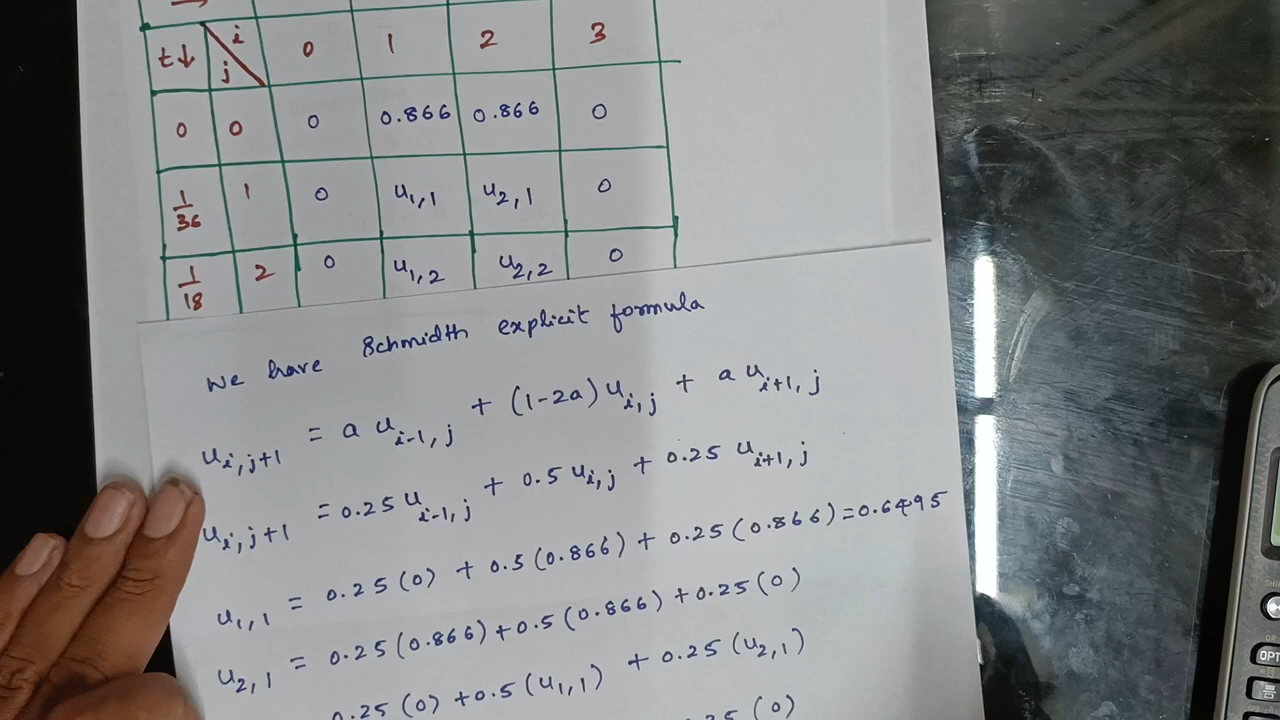 t↓ i j 0 1 2 3
0 0 0 0.866 0.866 0
1/36 1 0 u1,1 u2,1 0
1/18 2 0 u1,2 u2,2 0
We have Schmidth explicit formula
ui,j+1 = a ui-1,j + (1-2a) ui,j + a ui+1,j
ui,j+1 = 0.25 ui-1,j + 0.5 ui,j + 0.25 ui+1,j
u1,1 = 0.25(0) + 0.5(0.866) + 0.25(0.866) = 0.6495
u2,1 = 0.25(0.866) + 0.5(0.866) + 0.25(0)
0.25(0) + 0.5(u1,1) + 0.25(u2,1)
(0)
OPT